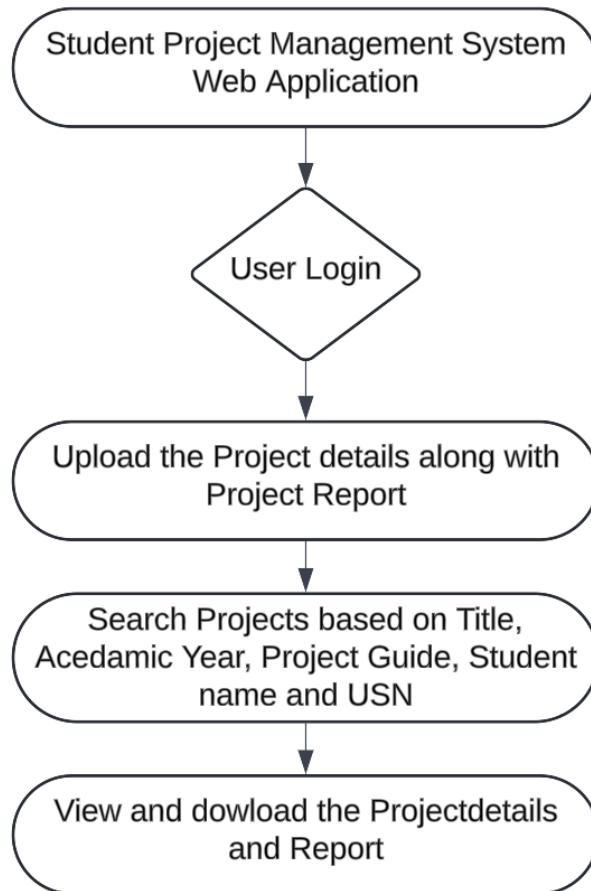 Student Project Management System
Web Application
User Login
Upload the Project details along with
Project Report
Search Projects based on Title,
Acedamic Year, Project Guide, Student
name and USN
View and dowload the Projectdetails
and Report